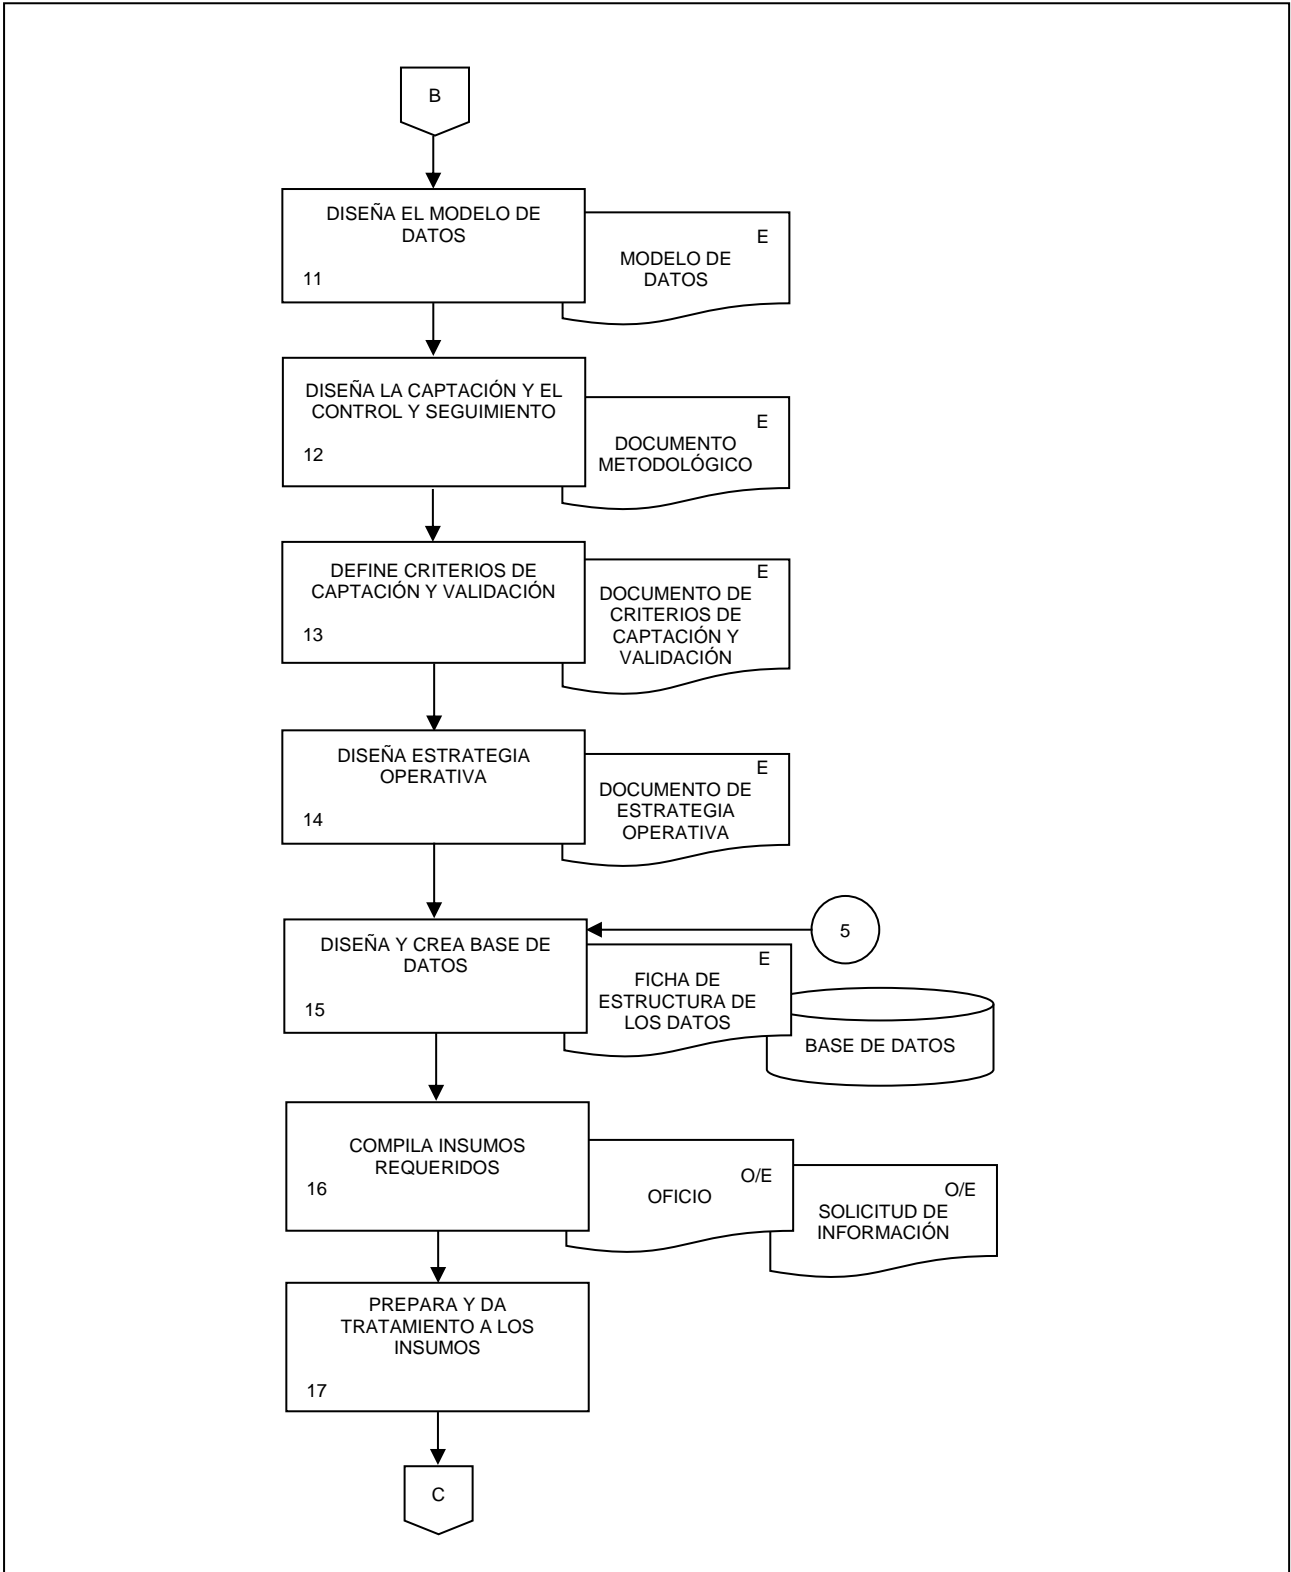 B
DISEÑA EL MODELO DE
DATOS
11
E
MODELO DE
DATOS
DISEÑA LA CAPTACIÓN Y EL
CONTROL Y SEGUIMIENTO
12
E
DOCUMENTO
METODOLÓGICO
DEFINE CRITERIOS DE
CAPTACIÓN Y VALIDACIÓN
13
E
DOCUMENTO DE
CRITERIOS DE
CAPTACIÓN Y
VALIDACIÓN
DISEÑA ESTRATEGIA
OPERATIVA
14
E
DOCUMENTO DE
ESTRATEGIA
OPERATIVA
5
DISEÑA Y CREA BASE DE
DATOS
15
E
FICHA DE
ESTRUCTURA DE
LOS DATOS
BASE DE DATOS
COMPILA INSUMOS
REQUERIDOS
16
O/E
OFICIO
O/E
SOLICITUD DE
INFORMACIÓN
PREPARA Y DA
TRATAMIENTO A LOS
INSUMOS
17
C